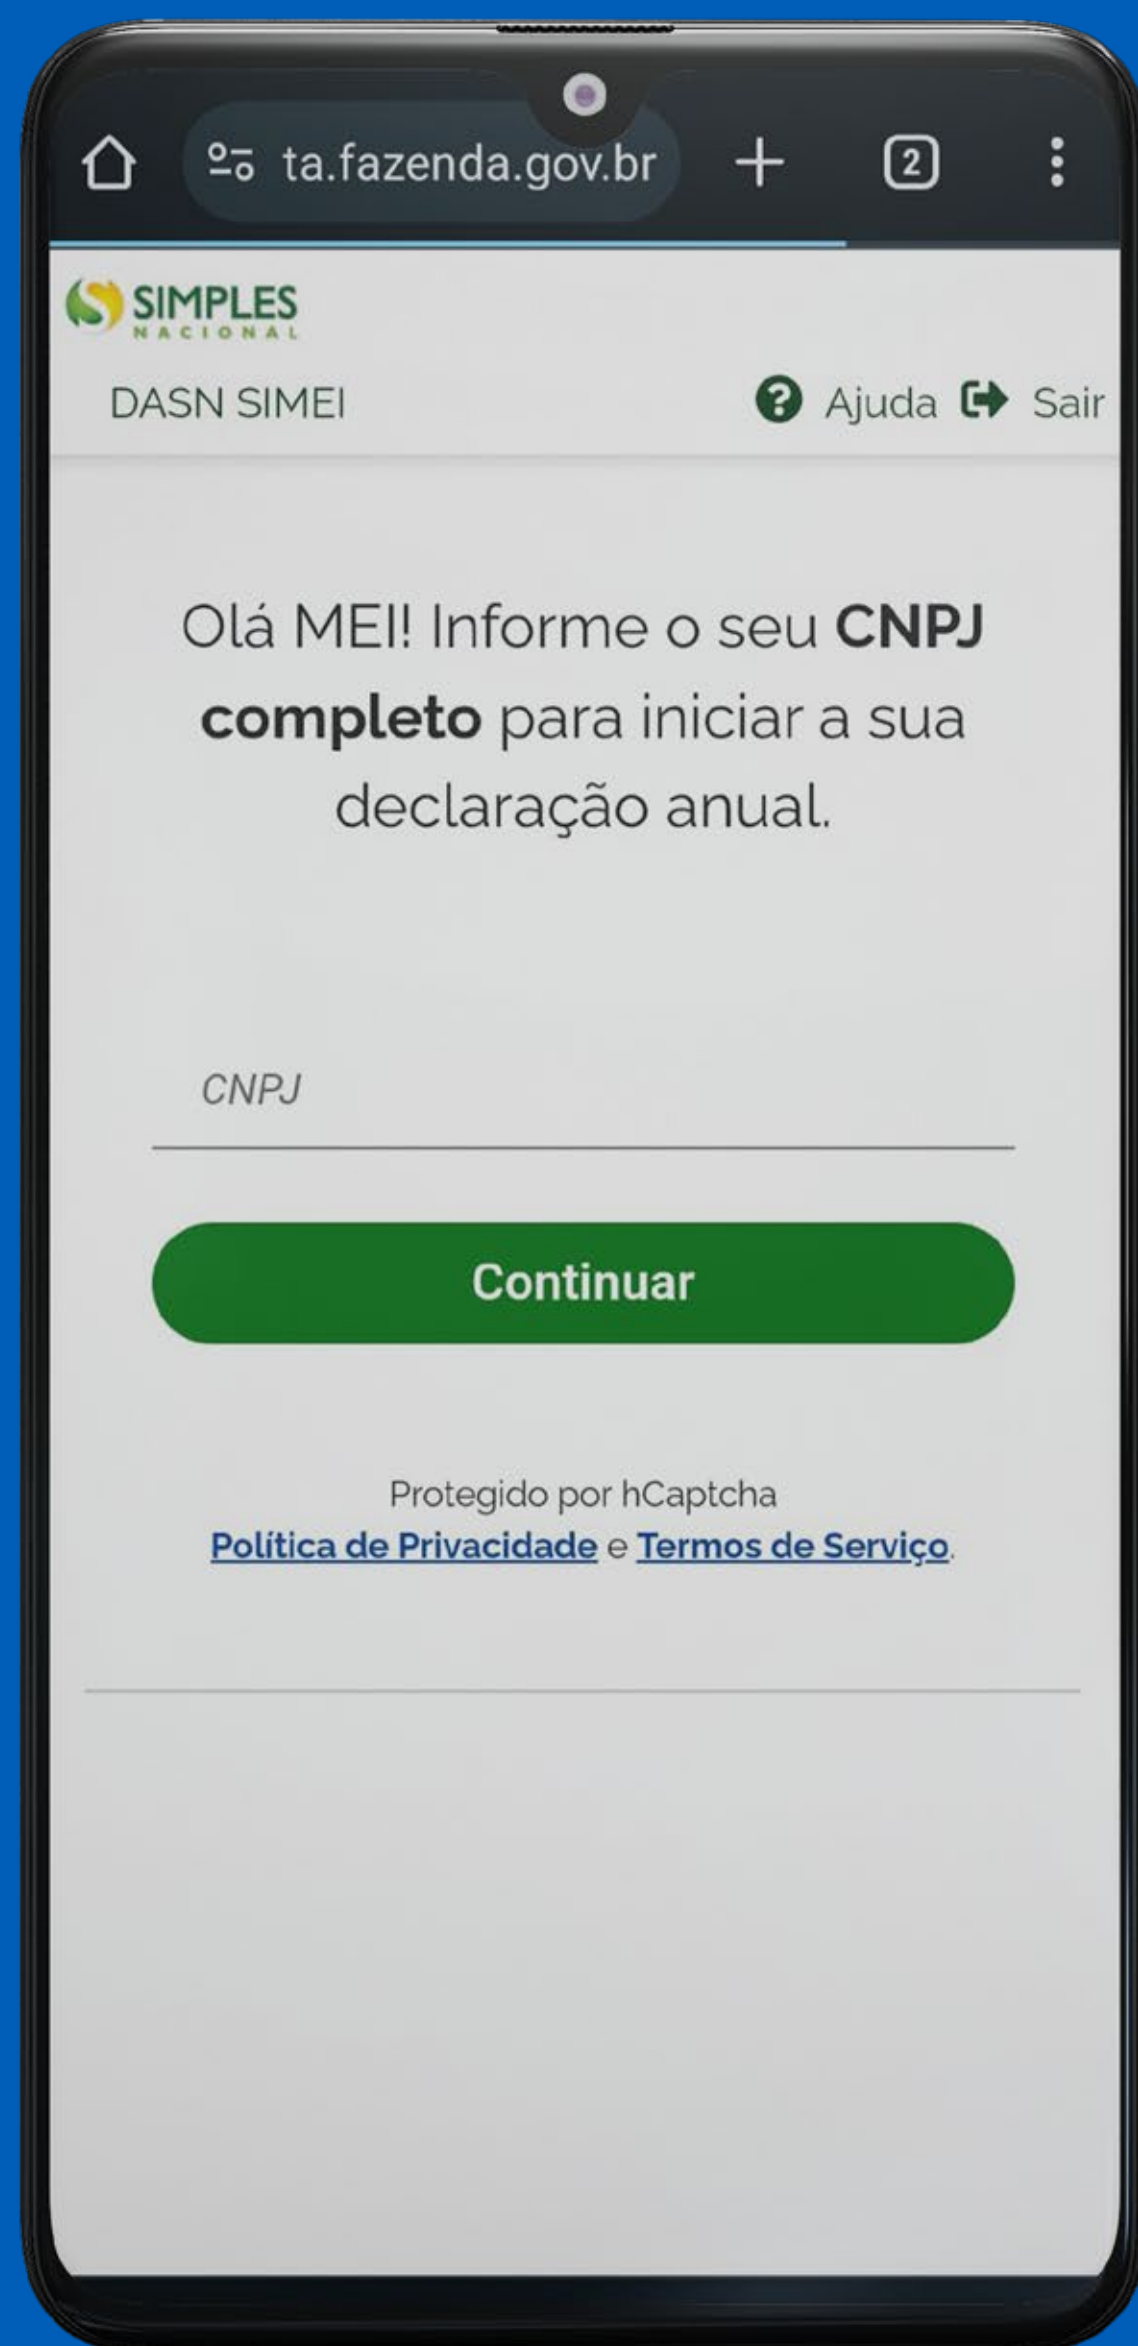 ta.fazenda.gov.br
2
SIMPLES
NACIONAL
DASN SIMEI
? Ajuda Sair
Olá MEI! Informe o seu CNPJ
completo para iniciar a sua
declaração anual.
CNPJ
Continuar
Protegido por hCaptcha
Política de Privacidade e Termos de Serviço.